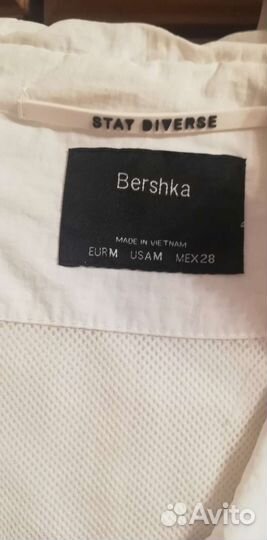 STAY DIVERSE
Bershka
MADE IN VIETNAM
EUR M USA M MEX 28
Avito